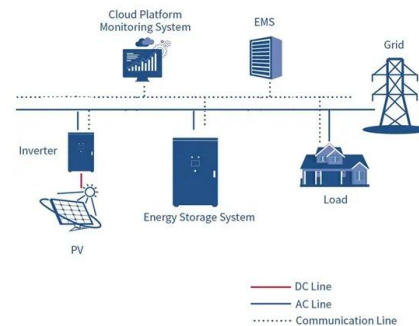 Cloud Platform
Monitoring System
EMS
Grid
Inverter
Energy Storage System
Load
PV
DC Line
AC Line
Communication Line